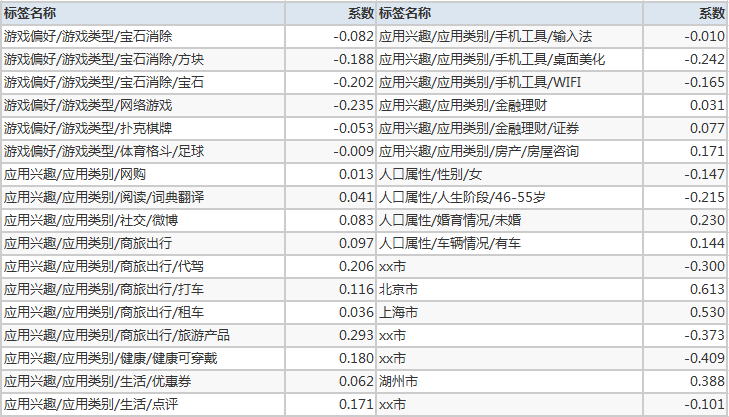 标签名称 系数 标签名称 系数
游戏偏好/游戏类型/宝石消除 -0.082 应用兴趣/应用类别/手机工具/输入法 -0.010
游戏偏好/游戏类型/宝石消除/方块 -0.188 应用兴趣/应用类别/手机工具/桌面美化 -0.242
游戏偏好/游戏类型/宝石消除/宝石 -0.202 应用兴趣/应用类别/手机工具/WIFI -0.165
游戏偏好/游戏类型/网络游戏 -0.235 应用兴趣/应用类别/金融理财 0.031
游戏偏好/游戏类型/扑克棋牌 -0.053 应用兴趣/应用类别/金融理财/证券 0.077
游戏偏好/游戏类型/体育格斗/足球 -0.009 应用兴趣/应用类别/房产/房屋咨询 0.171
应用兴趣/应用类别/网购 0.013 人口属性/性别/女 -0.147
应用兴趣/应用类别/阅读/词典翻译 0.041 人口属性/人生阶段/46-55岁 -0.215
应用兴趣/应用类别/社交/微博 0.083 人口属性/婚育情况/未婚 0.230
应用兴趣/应用类别/商旅出行 0.097 人口属性/车辆情况/有车 0.144
应用兴趣/应用类别/商旅出行/代驾 0.206 xx市 -0.300
应用兴趣/应用类别/商旅出行/打车 0.116 北京市 0.613
应用兴趣/应用类别/商旅出行/租车 0.036 上海市 0.530
应用兴趣/应用类别/商旅出行/旅游产品 0.293 xx市 -0.373
应用兴趣/应用类别/健康/健康可穿戴 0.180 xx市 -0.409
应用兴趣/应用类别/生活/优惠券 0.062 湖州市 0.388
应用兴趣/应用类别/生活/点评 0.171 xx市 -0.101